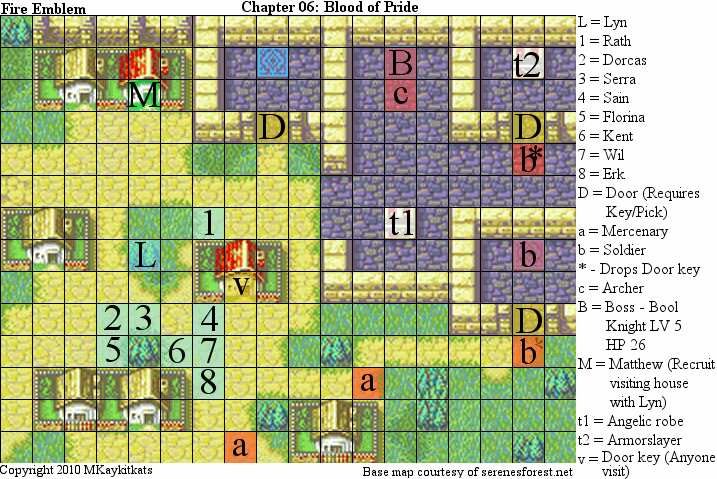 Fire Emblem
Chapter 06: Blood of Pride
B
t2
M
c
D
D
b*
1
t1
L
b
v
2 3 4
D
5 6 7
b*
8
a
a
L = Lyn
1 = Rath
2 = Dorcas
3 = Serra
4 = Sain
5 = Florina
6 = Kent
7 = Wil
8 = Erk
D = Door (Requires
Key/Pick)
a = Mercenary
b = Soldier
* - Drops Door key
c = Archer
B = Boss - Bool
Knight LV 5
HP 26
M = Matthew (Recruit
visiting house
with Lyn)
t1 = Angelic robe
t2 = Armorslayer
v = Door key (Anyone
visit)
Copyright 2010 MKaykitkats
Base map courtesy of serenesforest.net